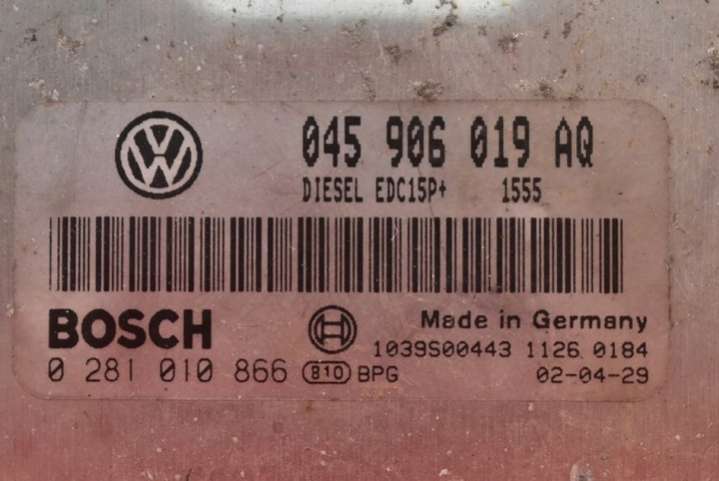 045 906 019 AQ
DIESEL EDC15P+ 1555
BOSCH
Made in Germany
1039S00443 1126 0184
0 281 010 866 810 BPG 02-04-29